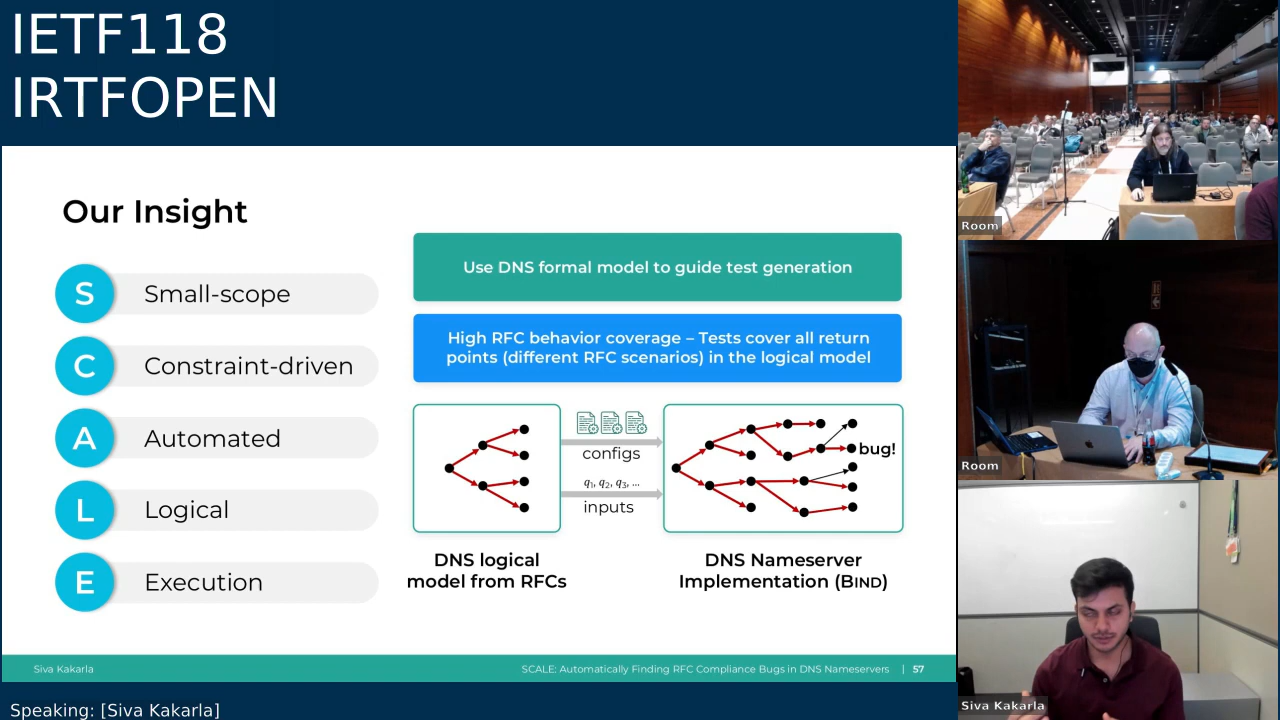 IETF118
IRTFOPEN
Our Insight
S Small-scope
C Constraint-driven
A Automated
L Logical
E Execution
Use DNS formal model to guide test generation
High RFC behavior coverage – Tests cover all return
points (different RFC scenarios) in the logical model
configs
q₁, q₂, q₃, ...
inputs
bug!
DNS logical
model from RFCs
DNS Nameserver
Implementation (BIND)
Siva Kakarla
SCALE: Automatically Finding RFC Compliance Bugs in DNS Nameservers | 57
Speaking: [Siva Kakarla]
Room
Room
Siva Kakarla